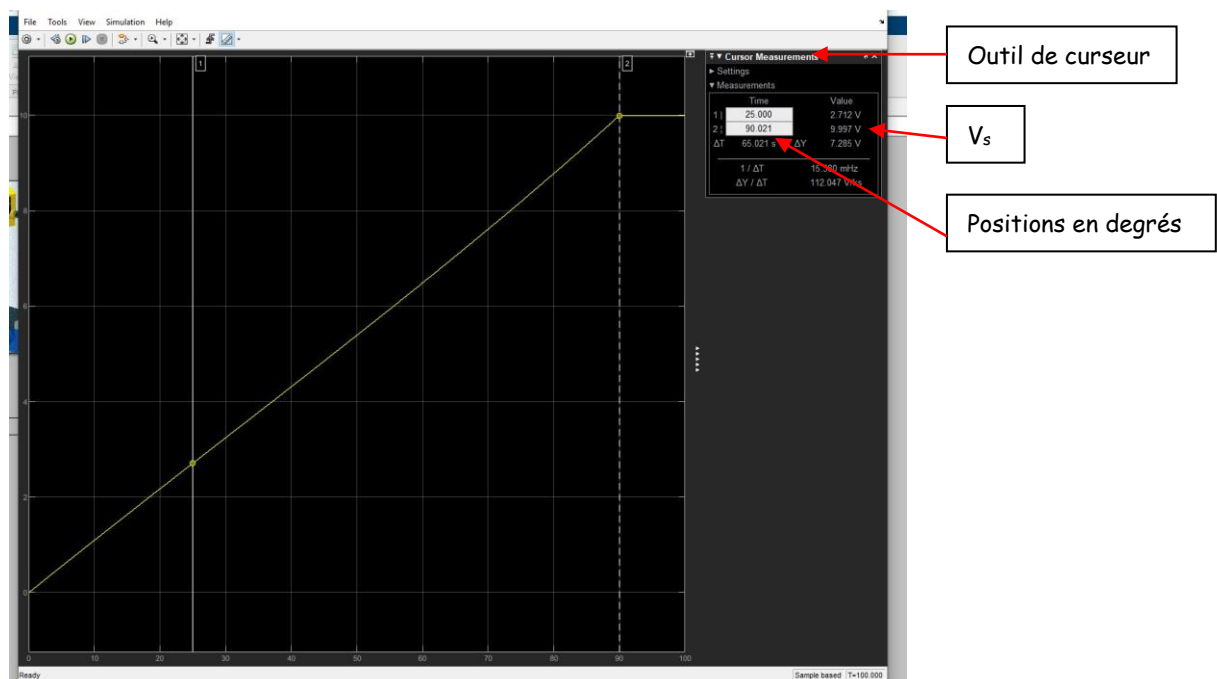 File Tools View Simulation Help
1
2
Cursor Measurements
Settings
Measurements
Time Value
1 25.000 2.712 V
2 90.021 9.997 V
ΔT 65.021 s ΔY 7.285 V
1 / ΔT 15.380 mHz
ΔY / ΔT 112.047 V/ks
Outil de curseur
Vs
Positions en degrés
10
8
6
4
2
0
0 10 20 30 40 50 60 70 80 90 100
Ready Sample based T=100.000